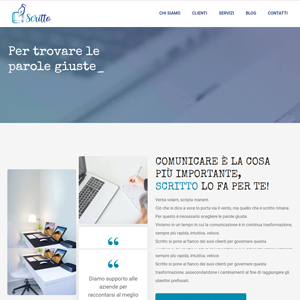 Scritto
CHI SIAMO
CLIENTI
SERVIZI
BLOG
CONTATTI
Per trovare le
parole giuste_
COMUNICARE È LA COSA
PIÙ IMPORTANTE,
SCRITTO LO FA PER TE!
Verba volant, scripta manent.
Ciò che si dice a voce lo porta via il vento, ma quello che è scritto rimane.
Per questo è necessario scegliere le parole giuste.
Viviamo in un tempo in cui la comunicazione è in continua trasformazione,
sempre più rapida, intuitiva, veloce.
Scritto si pone al fianco dei suoi clienti per governare questa
sempre più rapida, intuitiva, veloce.
Scritto si pone al fianco dei suoi clienti per governare questa
trasformazione, assecondandone i cambiamenti al fine di raggiungere gli
obiettivi prefissati.
Diamo supporto alle
aziende per
raccontarsi al meglio